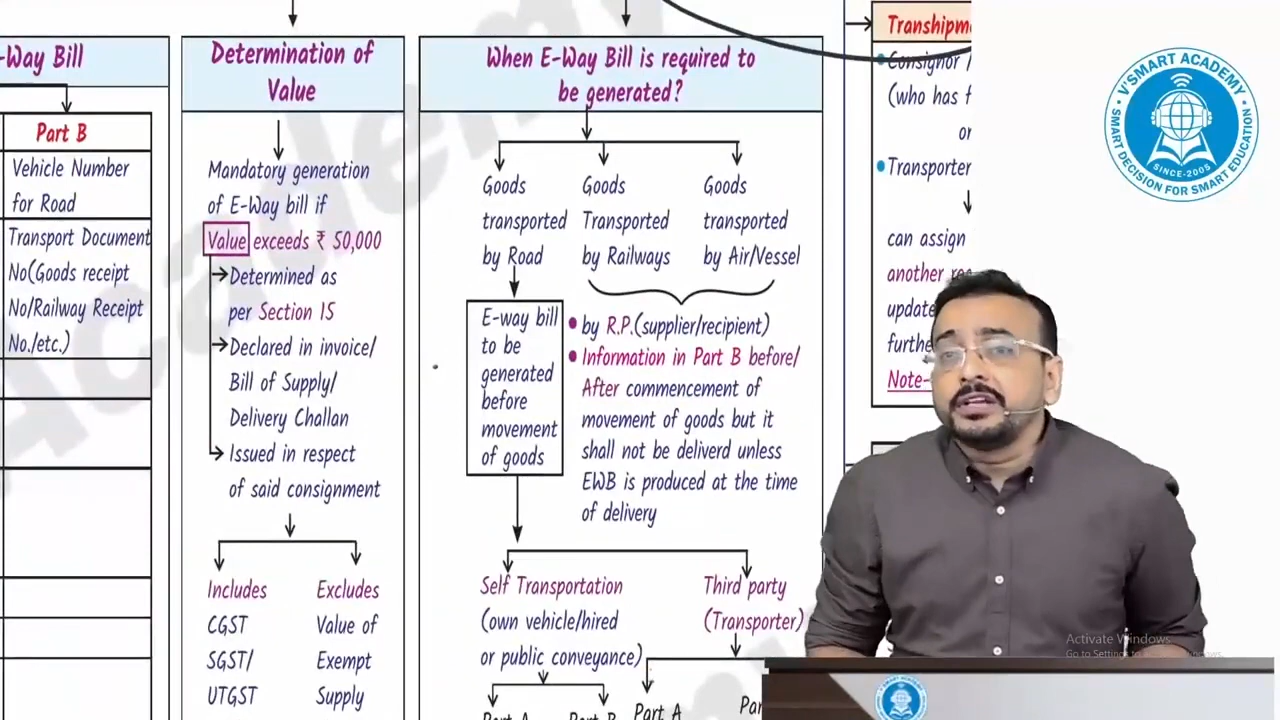 -Way Bill
Part B
Vehicle Number
for Road
Transport Document
No(Goods receipt
No/Railway Receipt
No./etc.)
Determination of
Value
Mandatory generation
of E-Way bill if
Value exceeds ₹ 50,000
Determined as
per Section 15
Declared in invoice/
Bill of Supply/
Delivery Challan
Issued in respect
of said consignment
Includes
CGST
SGST/
UTGST
Excludes
Value of
Exempt
Supply
When E-Way Bill is required to
be generated?
Goods
transported
by Road
Goods
Transported
by Railways
Goods
transported
by Air/Vessel
E-way bill
to be
generated
before
movement
of goods
by R.P.(supplier/recipient)
Information in Part B before/
After commencement of
movement of goods but it
shall not be deliverd unless
EWB is produced at the time
of delivery
Self Transportation
(own vehicle/hired
or public conveyance)
Part A
Part B
Third party
(Transporter)
Part A
Par
Transhipm
Consignor /
(who has f
or
Transporter
can assign
another re
update
furthe
Note-
V'SMART ACADEMY
SMART DECISION FOR SMART EDUCATION
SINCE-2005
Activate Windows